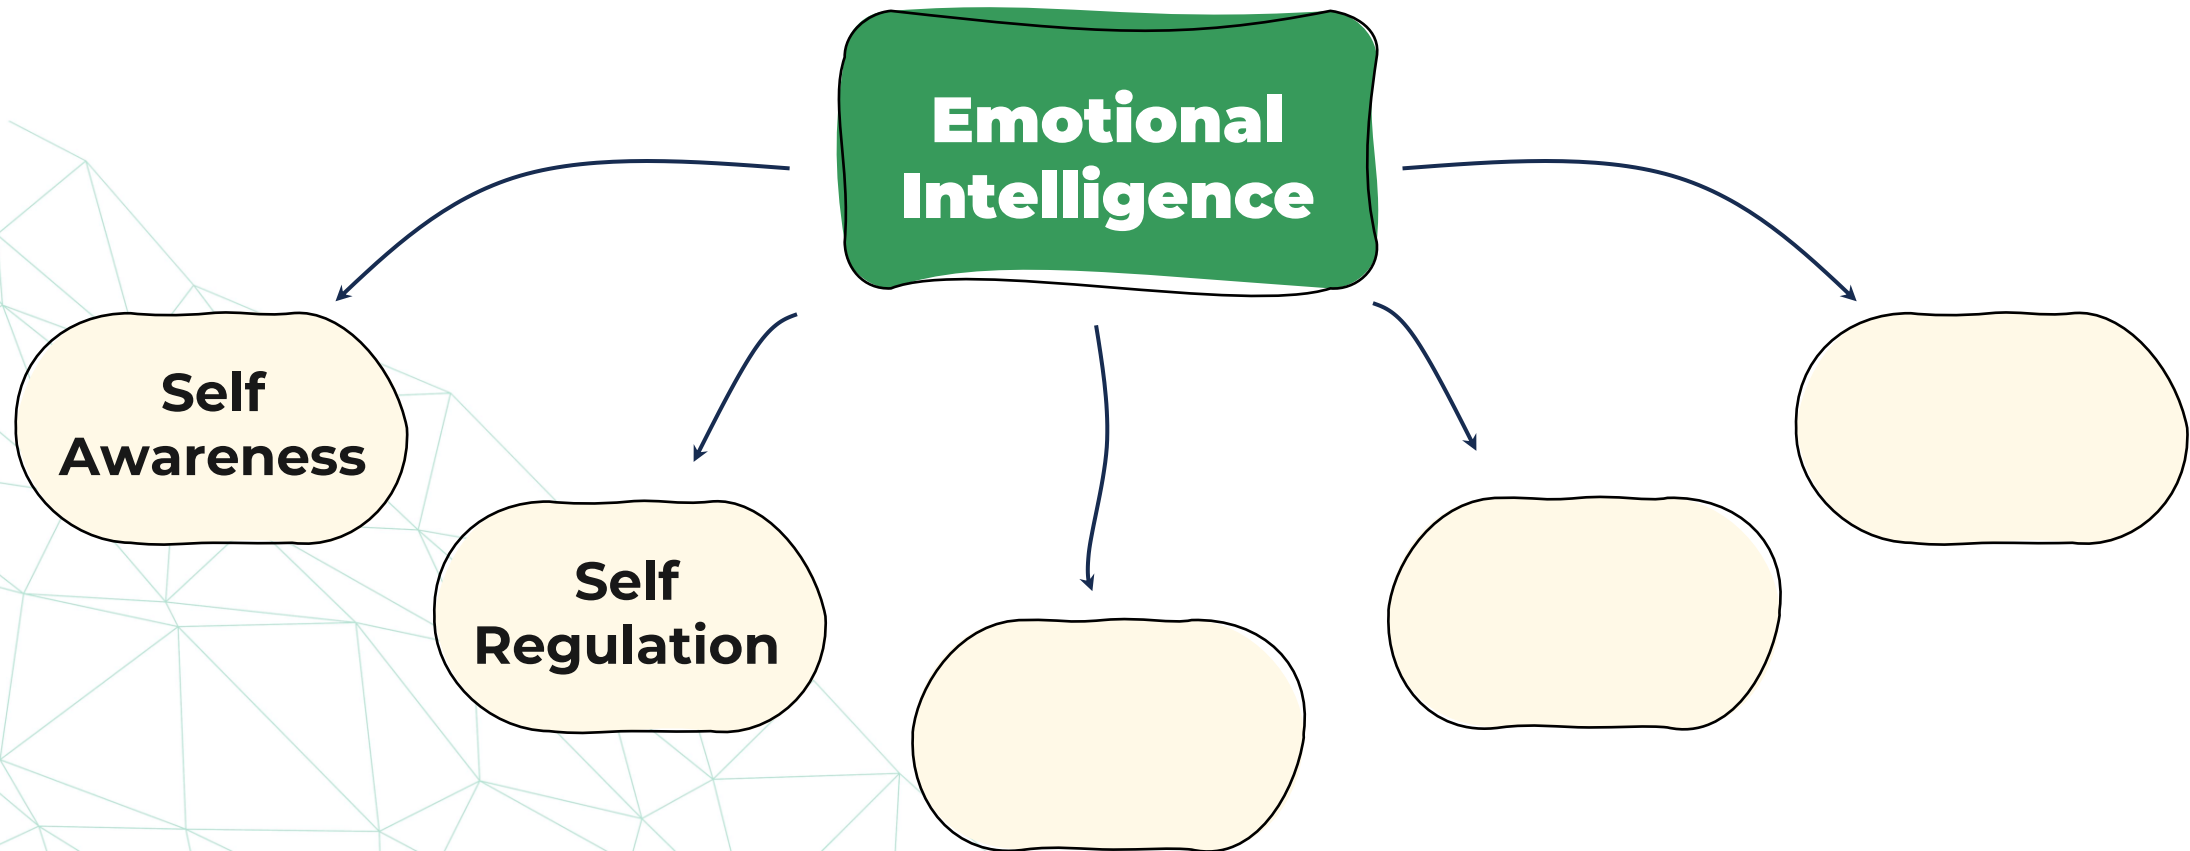 Emotional
Intelligence
Self
Awareness
Self
Regulation